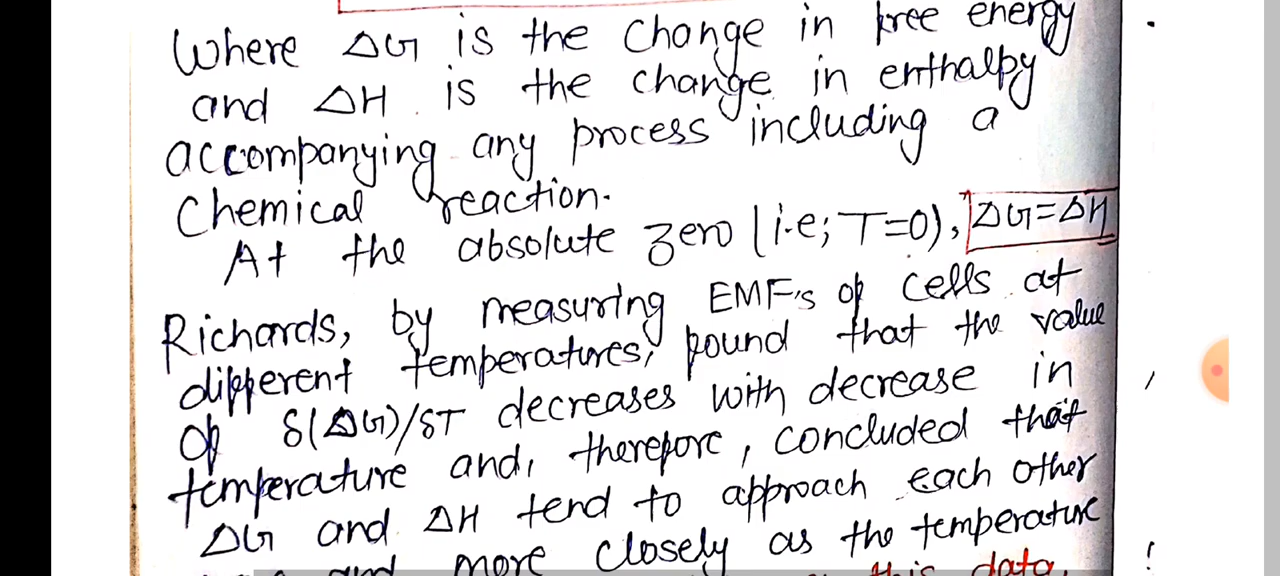 Where ΔG is the change in free energy
and ΔH is the change in enthalpy
accompanying any process including a
Chemical reaction.
At the absolute zero (i.e; T=0), ΔG=ΔH
Richards, by measuring EMF's of cells at
different temperatures, found that the value
of δ(ΔG)/δT decreases with decrease in
temperature and, therefore, concluded that
ΔG and ΔH tend to approach each other
and more closely as the temperature
this data,